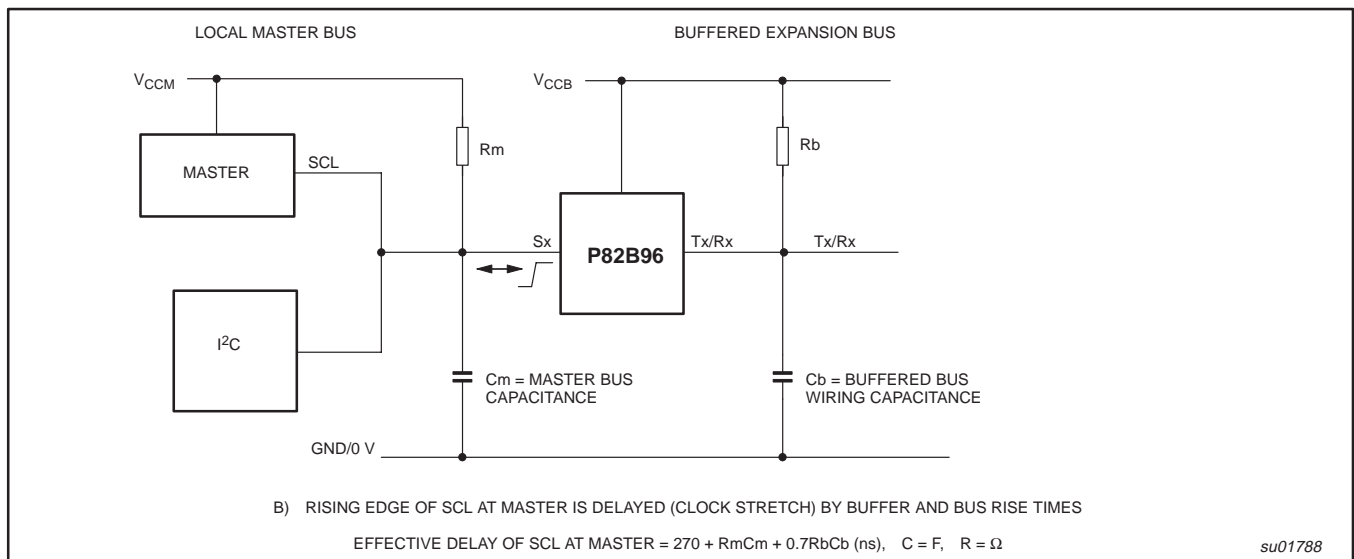 LOCAL MASTER BUS
BUFFERED EXPANSION BUS
VCCM
VCCB
Rm
Rb
MASTER
SCL
Sx
P82B96
Tx/Rx
Tx/Rx
I²C
Cm = MASTER BUS
CAPACITANCE
Cb = BUFFERED BUS
WIRING CAPACITANCE
GND/0 V
B) RISING EDGE OF SCL AT MASTER IS DELAYED (CLOCK STRETCH) BY BUFFER AND BUS RISE TIMES
EFFECTIVE DELAY OF SCL AT MASTER = 270 + RmCm + 0.7RbCb (ns), C = F, R = Ω
su01788